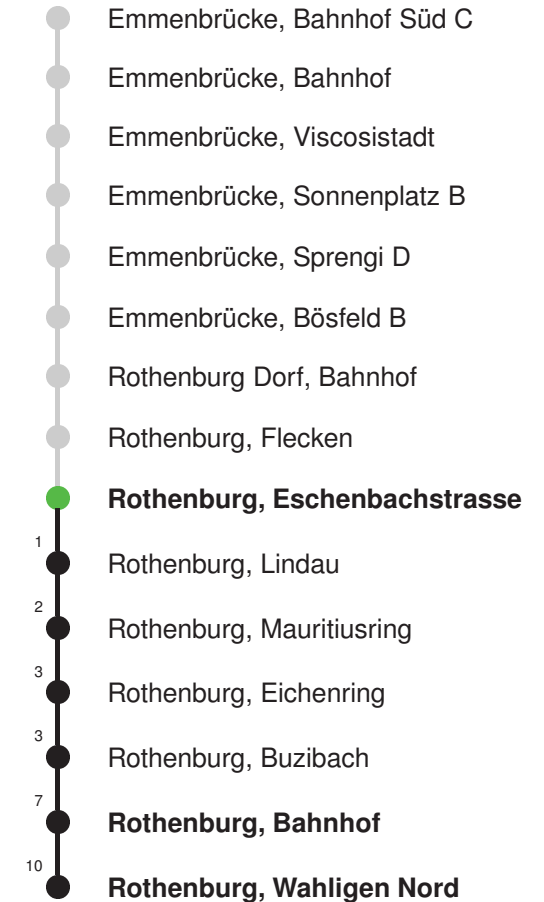 Emmenbrücke, Bahnhof Süd C
Emmenbrücke, Bahnhof
Emmenbrücke, Viscosistadt
Emmenbrücke, Sonnenplatz B
Emmenbrücke, Sprengi D
Emmenbrücke, Bösfeld B
Rothenburg Dorf, Bahnhof
Rothenburg, Flecken
Rothenburg, Eschenbachstrasse
1 Rothenburg, Lindau
2 Rothenburg, Mauritiusring
3 Rothenburg, Eichenring
3 Rothenburg, Buzibach
7 Rothenburg, Bahnhof
10 Rothenburg, Wahligen Nord